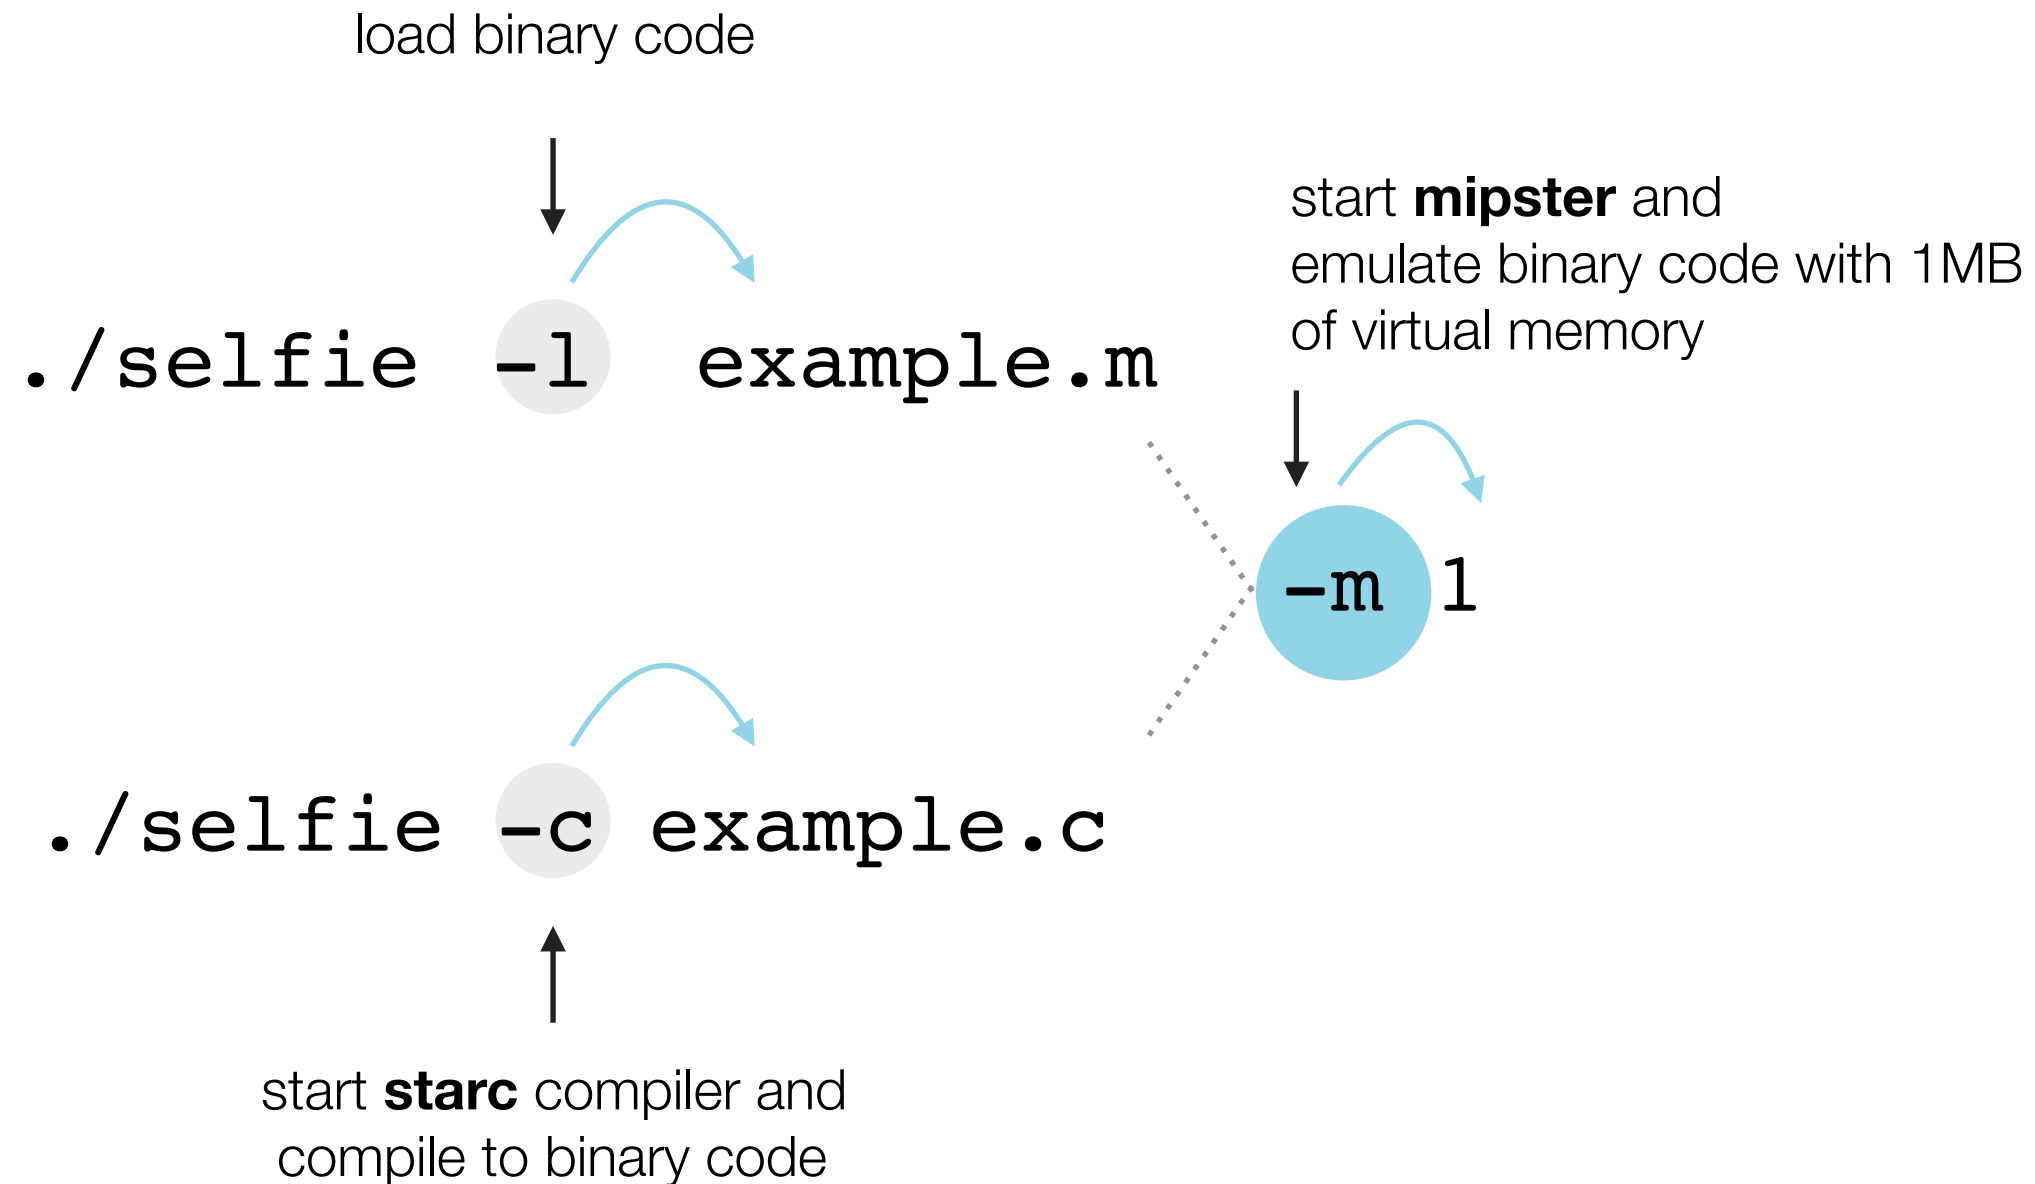 load binary code
start mipster and
emulate binary code with 1MB
of virtual memory
./selfie -l example.m
-m 1
./selfie -c example.c
start starc compiler and
compile to binary code